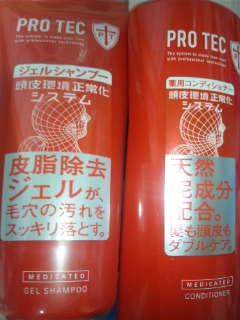 PRO TEC
ジェルシャンプー
頭皮環境正常化
システム
皮脂除去
ジェルが、
毛穴の汚れを
スッキリ落とす。
MEDICATED
GEL SHAMPOO
PRO TEC
薬用コンディショナー
頭皮環境正常化
システム
天然
肥成分
配合。
髪も頭皮も
ダブルケア。
MEDICATED
CONDITIONER